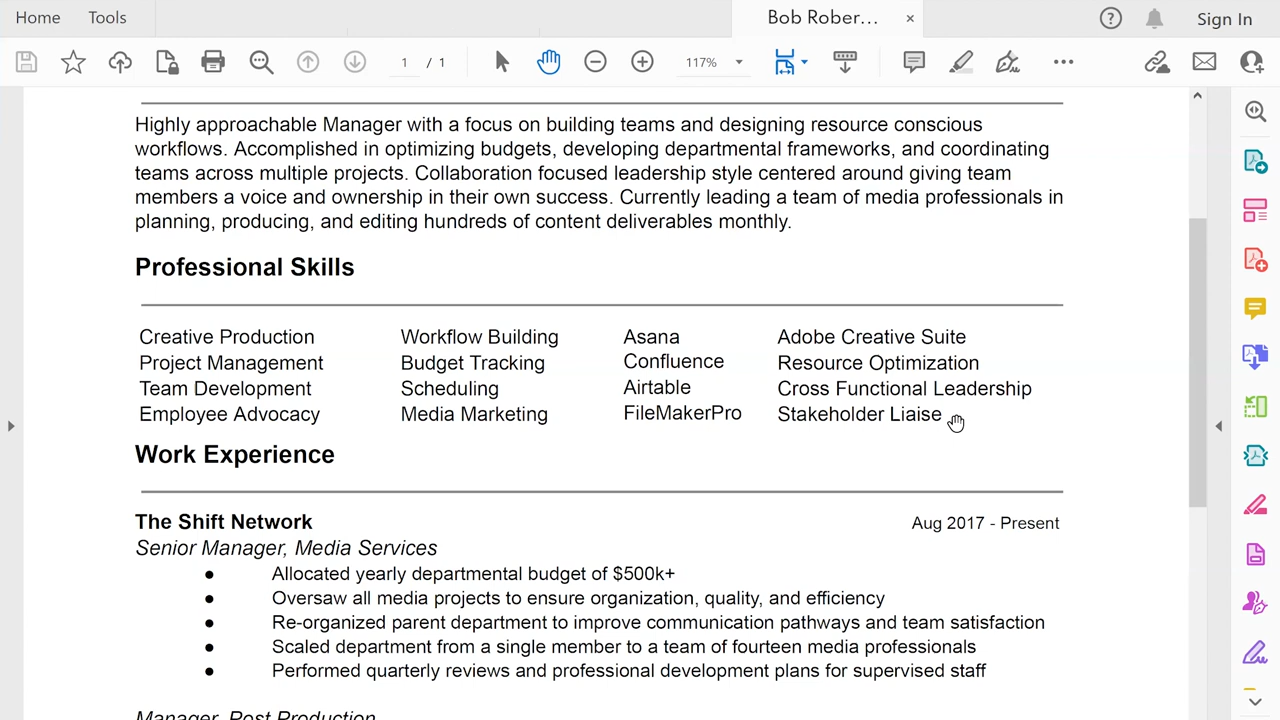 Home Tools Bob Rober... × Sign In
1 / 1 117%
Highly approachable Manager with a focus on building teams and designing resource conscious
workflows. Accomplished in optimizing budgets, developing departmental frameworks, and coordinating
teams across multiple projects. Collaboration focused leadership style centered around giving team
members a voice and ownership in their own success. Currently leading a team of media professionals in
planning, producing, and editing hundreds of content deliverables monthly.
Professional Skills
Creative Production Workflow Building Asana Adobe Creative Suite
Project Management Budget Tracking Confluence Resource Optimization
Team Development Scheduling Airtable Cross Functional Leadership
Employee Advocacy Media Marketing FileMakerPro Stakeholder Liaise
Work Experience
The Shift Network Aug 2017 - Present
Senior Manager, Media Services
● Allocated yearly departmental budget of $500k+
● Oversaw all media projects to ensure organization, quality, and efficiency
● Re-organized parent department to improve communication pathways and team satisfaction
● Scaled department from a single member to a team of fourteen media professionals
● Performed quarterly reviews and professional development plans for supervised staff
Manager, Post Production